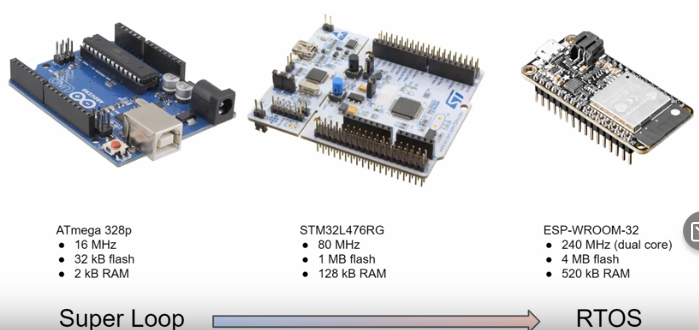 ATmega 328p
● 16 MHz
● 32 kB flash
● 2 kB RAM
STM32L476RG
● 80 MHz
● 1 MB flash
● 128 kB RAM
ESP-WROOM-32
● 240 MHz (dual core)
● 4 MB flash
● 520 kB RAM
Super Loop
RTOS